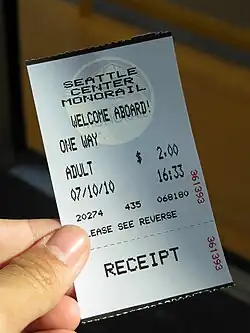 SEATTLE
CENTER
MONORAIL
WELCOME ABOARD!
ONE WAY
ADULT $ 2.00
07/10/10 16:33
20274 435 068180
PLEASE SEE REVERSE
361393
RECEIPT
361393